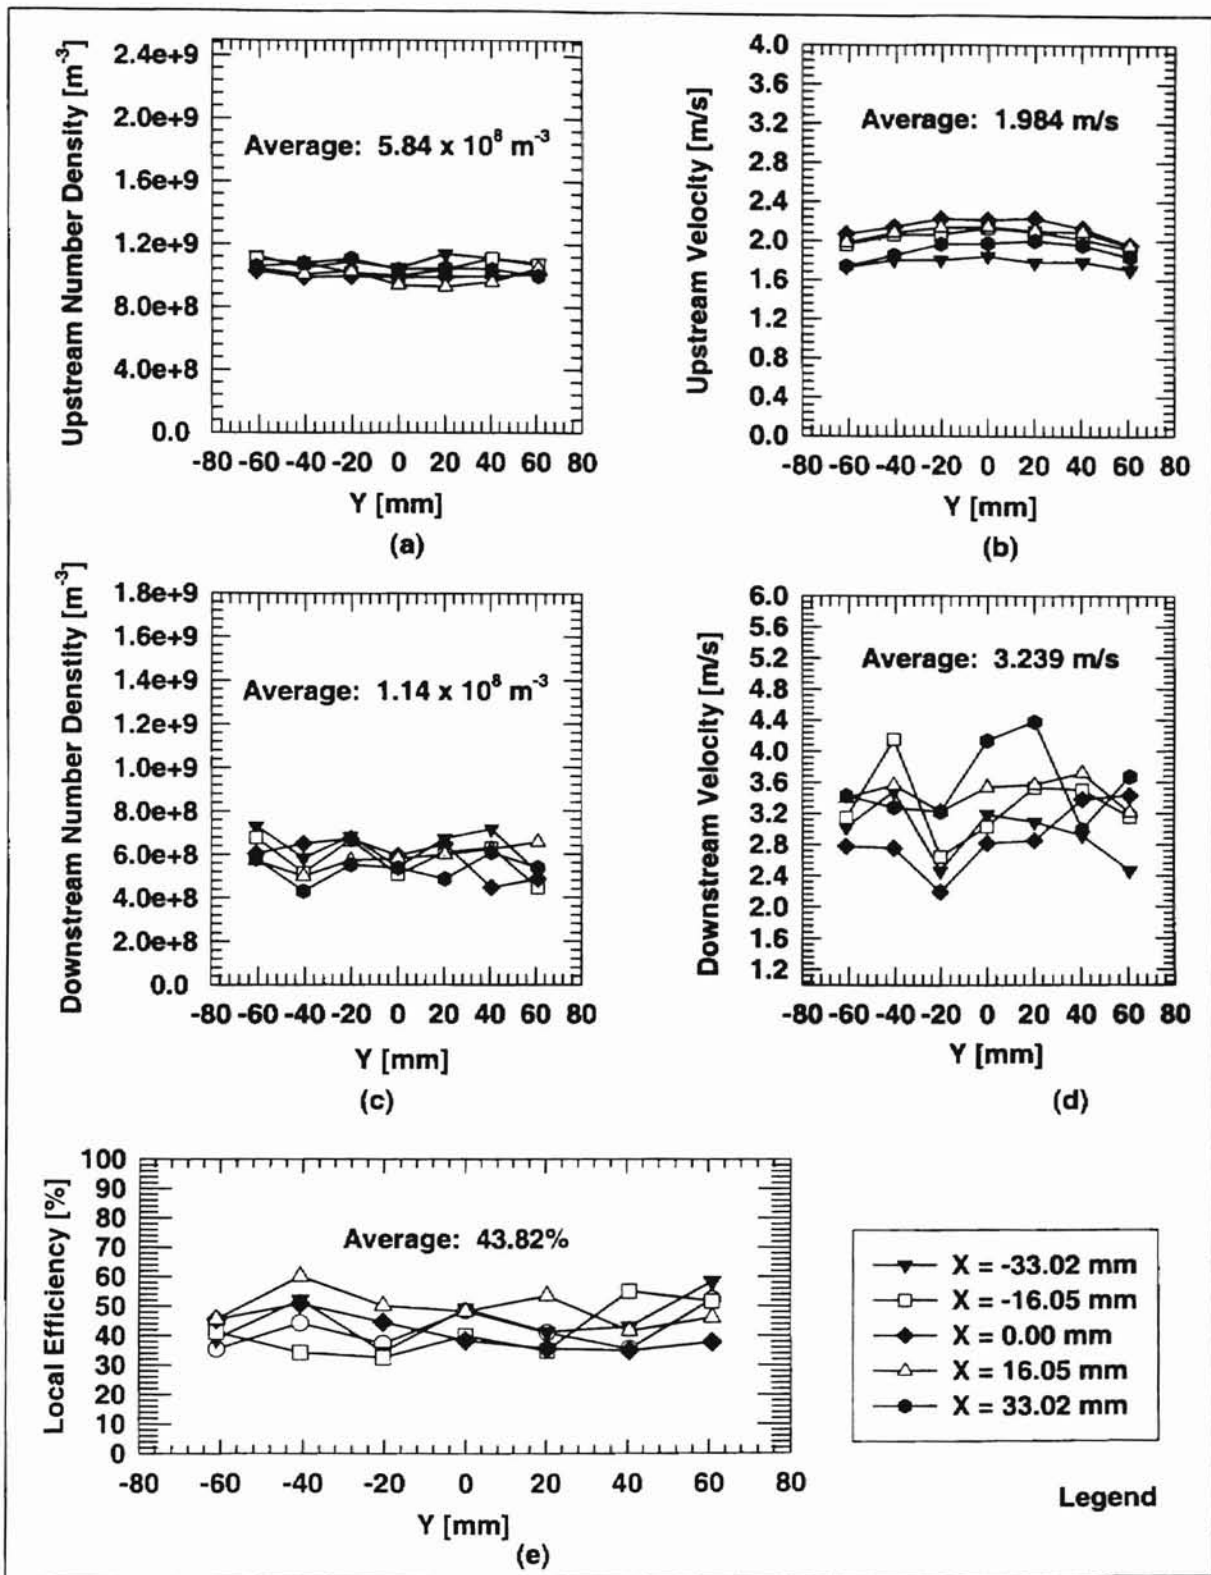 Upstream Number Density [m⁻³]
2.4e+9
2.0e+9
1.6e+9
1.2e+9
8.0e+8
4.0e+8
0.0
Average: 5.84 x 10⁸ m⁻³
-80 -60 -40 -20 0 20 40 60 80
Y [mm]
(a)
Upstream Velocity [m/s]
4.0
3.6
3.2
2.8
2.4
2.0
1.6
1.2
0.8
0.4
0.0
Average: 1.984 m/s
-80 -60 -40 -20 0 20 40 60 80
Y [mm]
(b)
Downstream Number Denstity [m⁻³]
1.8e+9
1.6e+9
1.4e+9
1.2e+9
1.0e+9
8.0e+8
6.0e+8
4.0e+8
2.0e+8
0.0
Average: 1.14 x 10⁸ m⁻³
-80 -60 -40 -20 0 20 40 60 80
Y [mm]
(c)
Downstream Velocity [m/s]
6.0
5.6
5.2
4.8
4.4
4.0
3.6
3.2
2.8
2.4
2.0
1.6
1.2
Average: 3.239 m/s
-80 -60 -40 -20 0 20 40 60 80
Y [mm]
(d)
Local Efficiency [%]
100
90
80
70
60
50
40
30
20
10
0
Average: 43.82%
-80 -60 -40 -20 0 20 40 60 80
Y [mm]
(e)
X = -33.02 mm
X = -16.05 mm
X = 0.00 mm
X = 16.05 mm
X = 33.02 mm
Legend